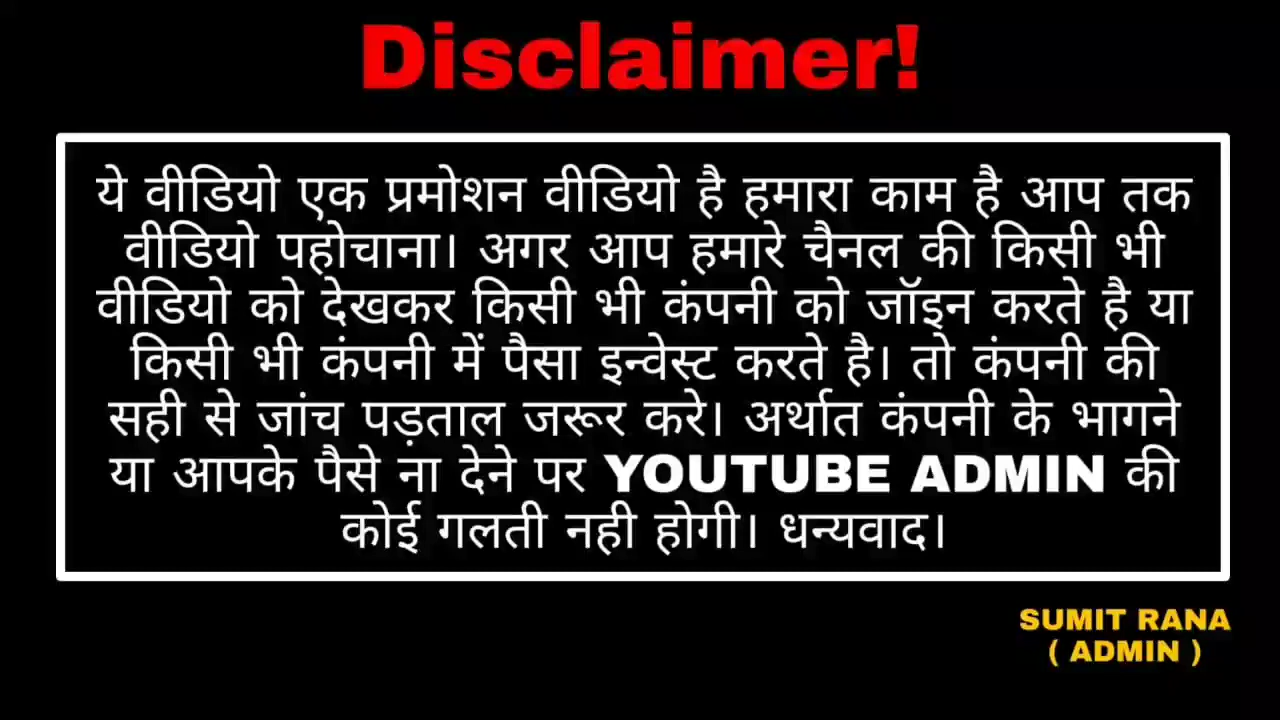 Disclaimer!
ये वीडियो एक प्रमोशन वीडियो है हमारा काम है आप तक
वीडियो पहोचाना। अगर आप हमारे चैनल की किसी भी
वीडियो को देखकर किसी भी कंपनी को जॉइन करते है या
किसी भी कंपनी में पैसा इन्वेस्ट करते है। तो कंपनी की
सही से जांच पड़ताल जरूर करे। अर्थात कंपनी के भागने
या आपके पैसे ना देने पर YOUTUBE ADMIN की
कोई गलती नही होगी। धन्यवाद।
SUMIT RANA
( ADMIN )